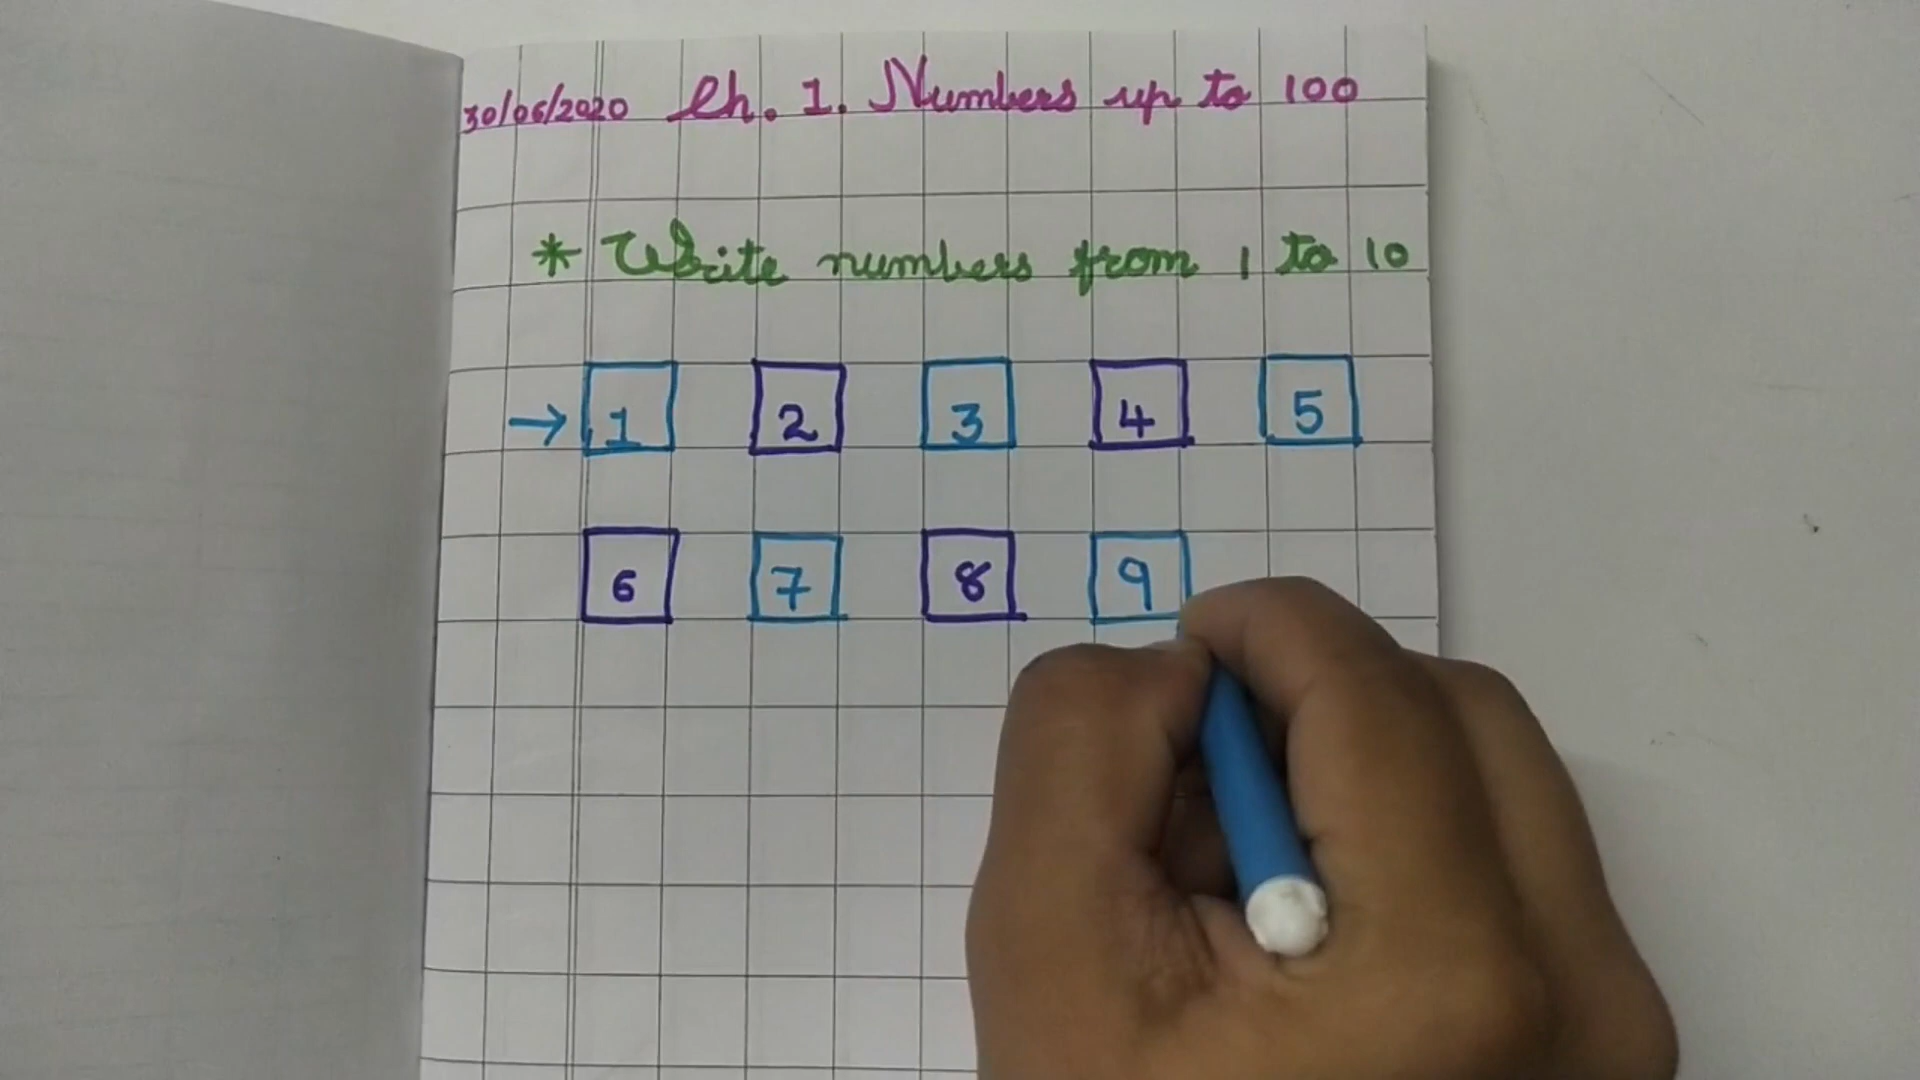 30/06/2020 Ch. 1. Numbers up to 100
* Write numbers from 1 to 10
→ 1 2 3 4 5
6 7 8 9